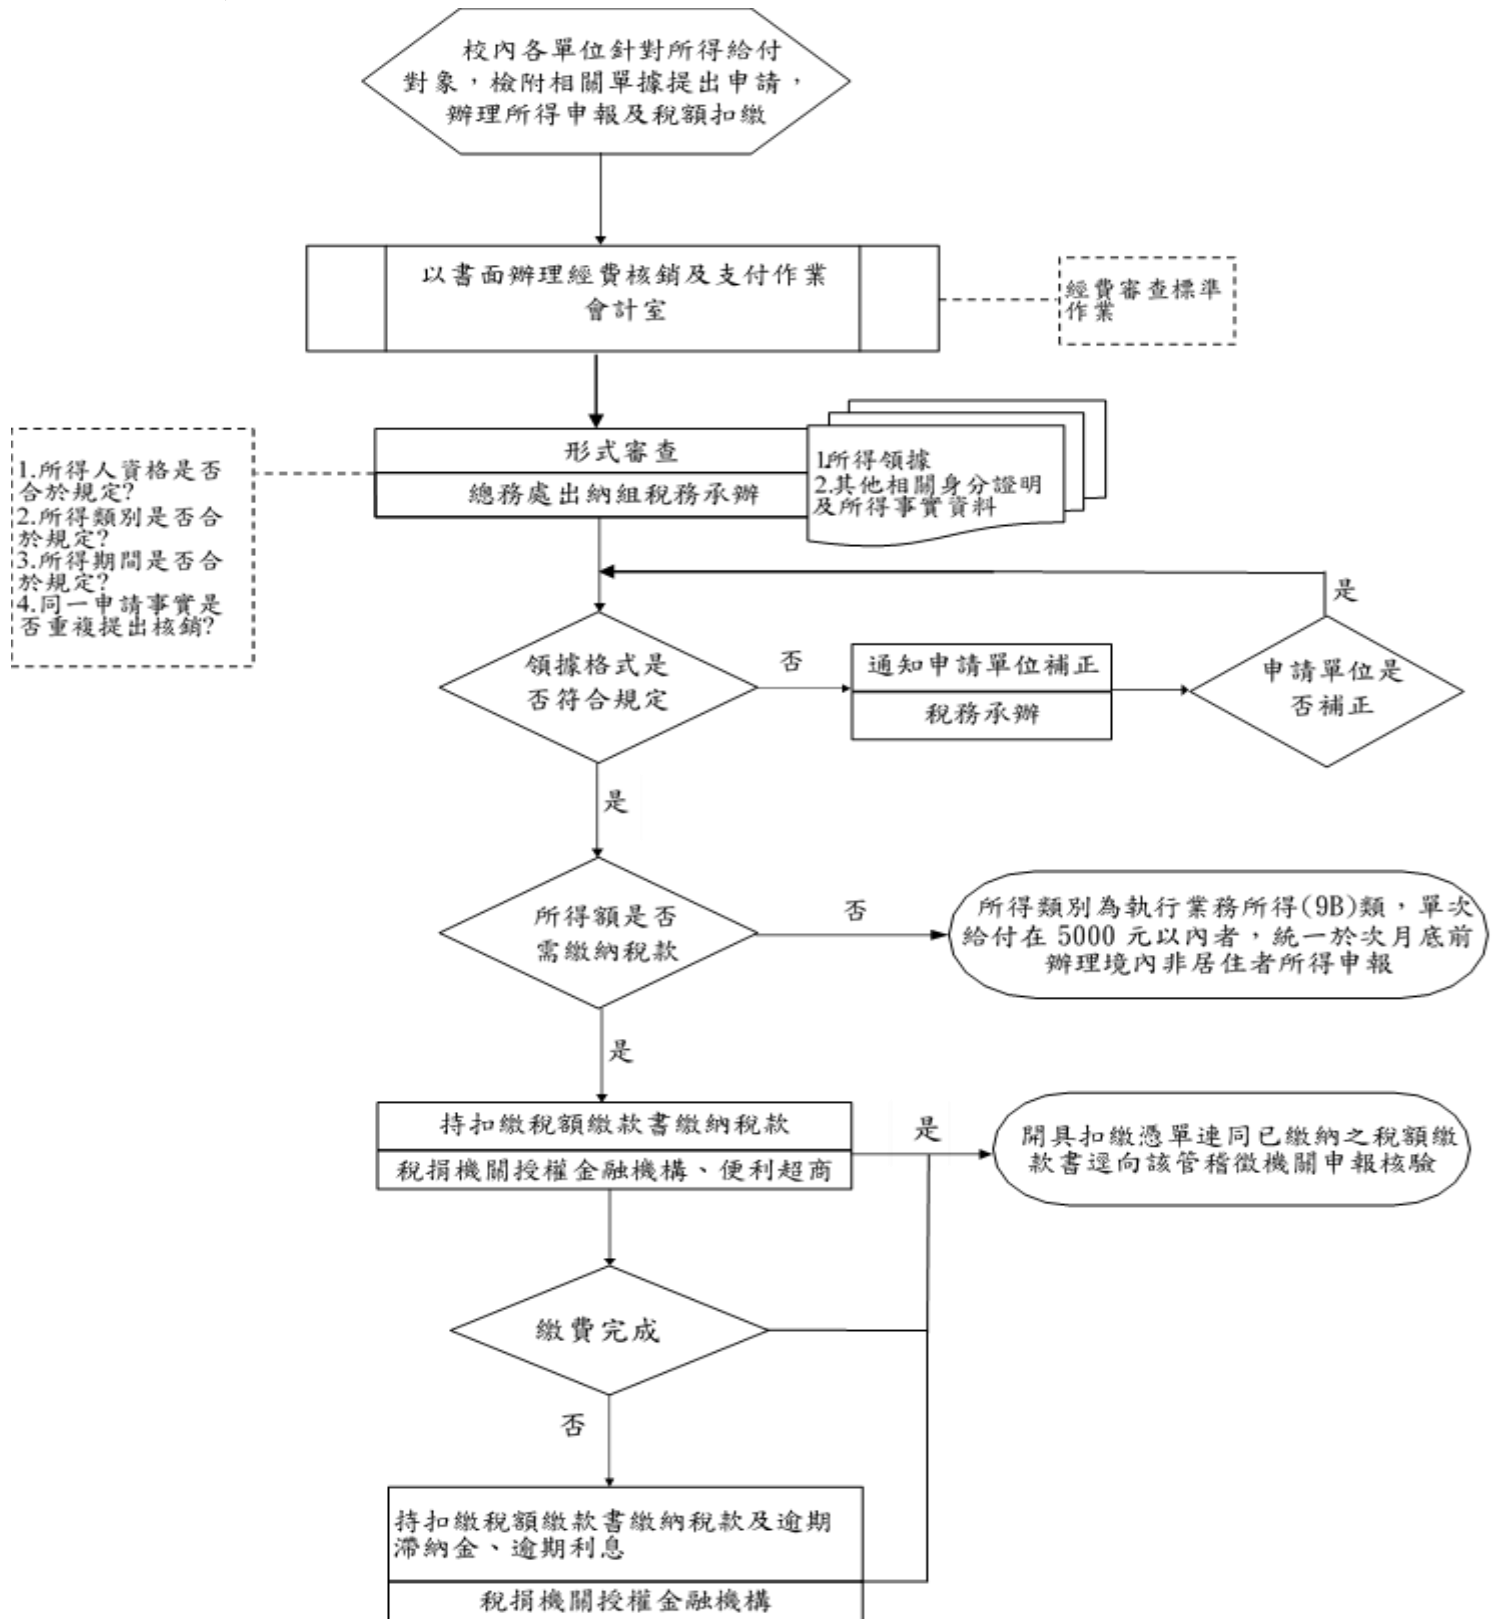 校內各單位針對所得給付
對象，檢附相關單據提出申請，
辦理所得申報及稅額扣繳
以書面辦理經費核銷及支付作業
會計室
經費審查標準
作業
形式審查
總務處出納組稅務承辦
1.所得領據
2.其他相關身分證明
及所得事實資料
1.所得人資格是否
合於規定?
2.所得類別是否合
於規定?
3.所得期間是否合
於規定?
4.同一申請事實是
否重複提出核銷?
領據格式是
否符合規定
否
通知申請單位補正
稅務承辦
申請單位是
否補正
是
是
所得額是否
需繳納稅款
否
所得類別為執行業務所得(9B)類，單次
給付在 5000 元以內者，統一於次月底前
辦理境內非居住者所得申報
是
持扣繳稅額繳款書繳納稅款
稅捐機關授權金融機構、便利超商
是
開具扣繳憑單連同已繳納之稅額繳
款書逕向該管稽徵機關申報核驗
繳費完成
否
持扣繳稅額繳款書繳納稅款及逾期
滯納金、逾期利息
稅捐機關授權金融機構